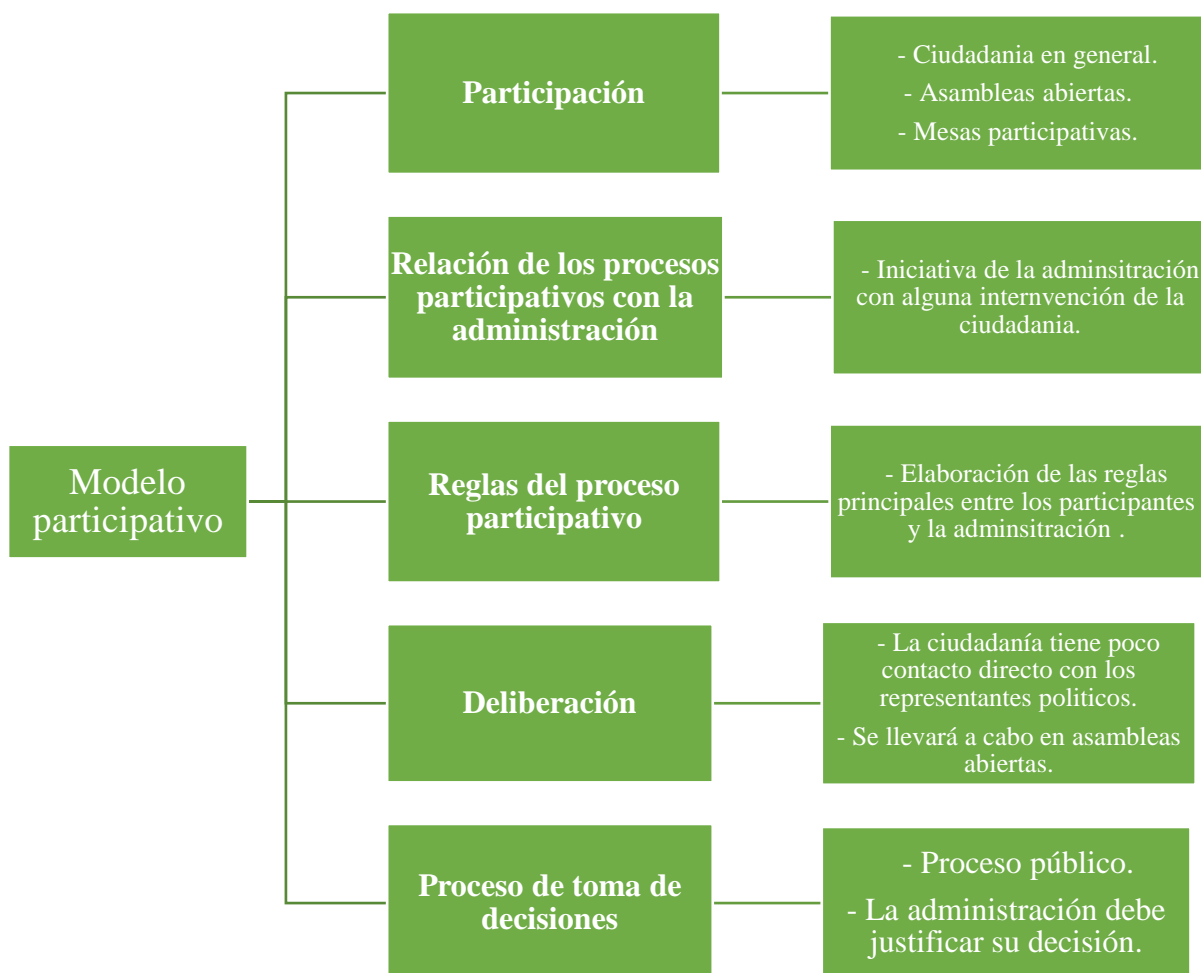 Modelo
participativo
Participación
- Ciudadania en general.
- Asambleas abiertas.
- Mesas participativas.
Relación de los procesos
participativos con la
administración
- Iniciativa de la adminsitración
con alguna internvención de la
ciudadania.
Reglas del proceso
participativo
- Elaboración de las reglas
principales entre los participantes
y la adminsitración .
Deliberación
- La ciudadanía tiene poco
contacto directo con los
representantes politicos.
- Se llevará a cabo en asambleas
abiertas.
Proceso de toma de
decisiones
- Proceso público.
- La administración debe
justificar su decisión.